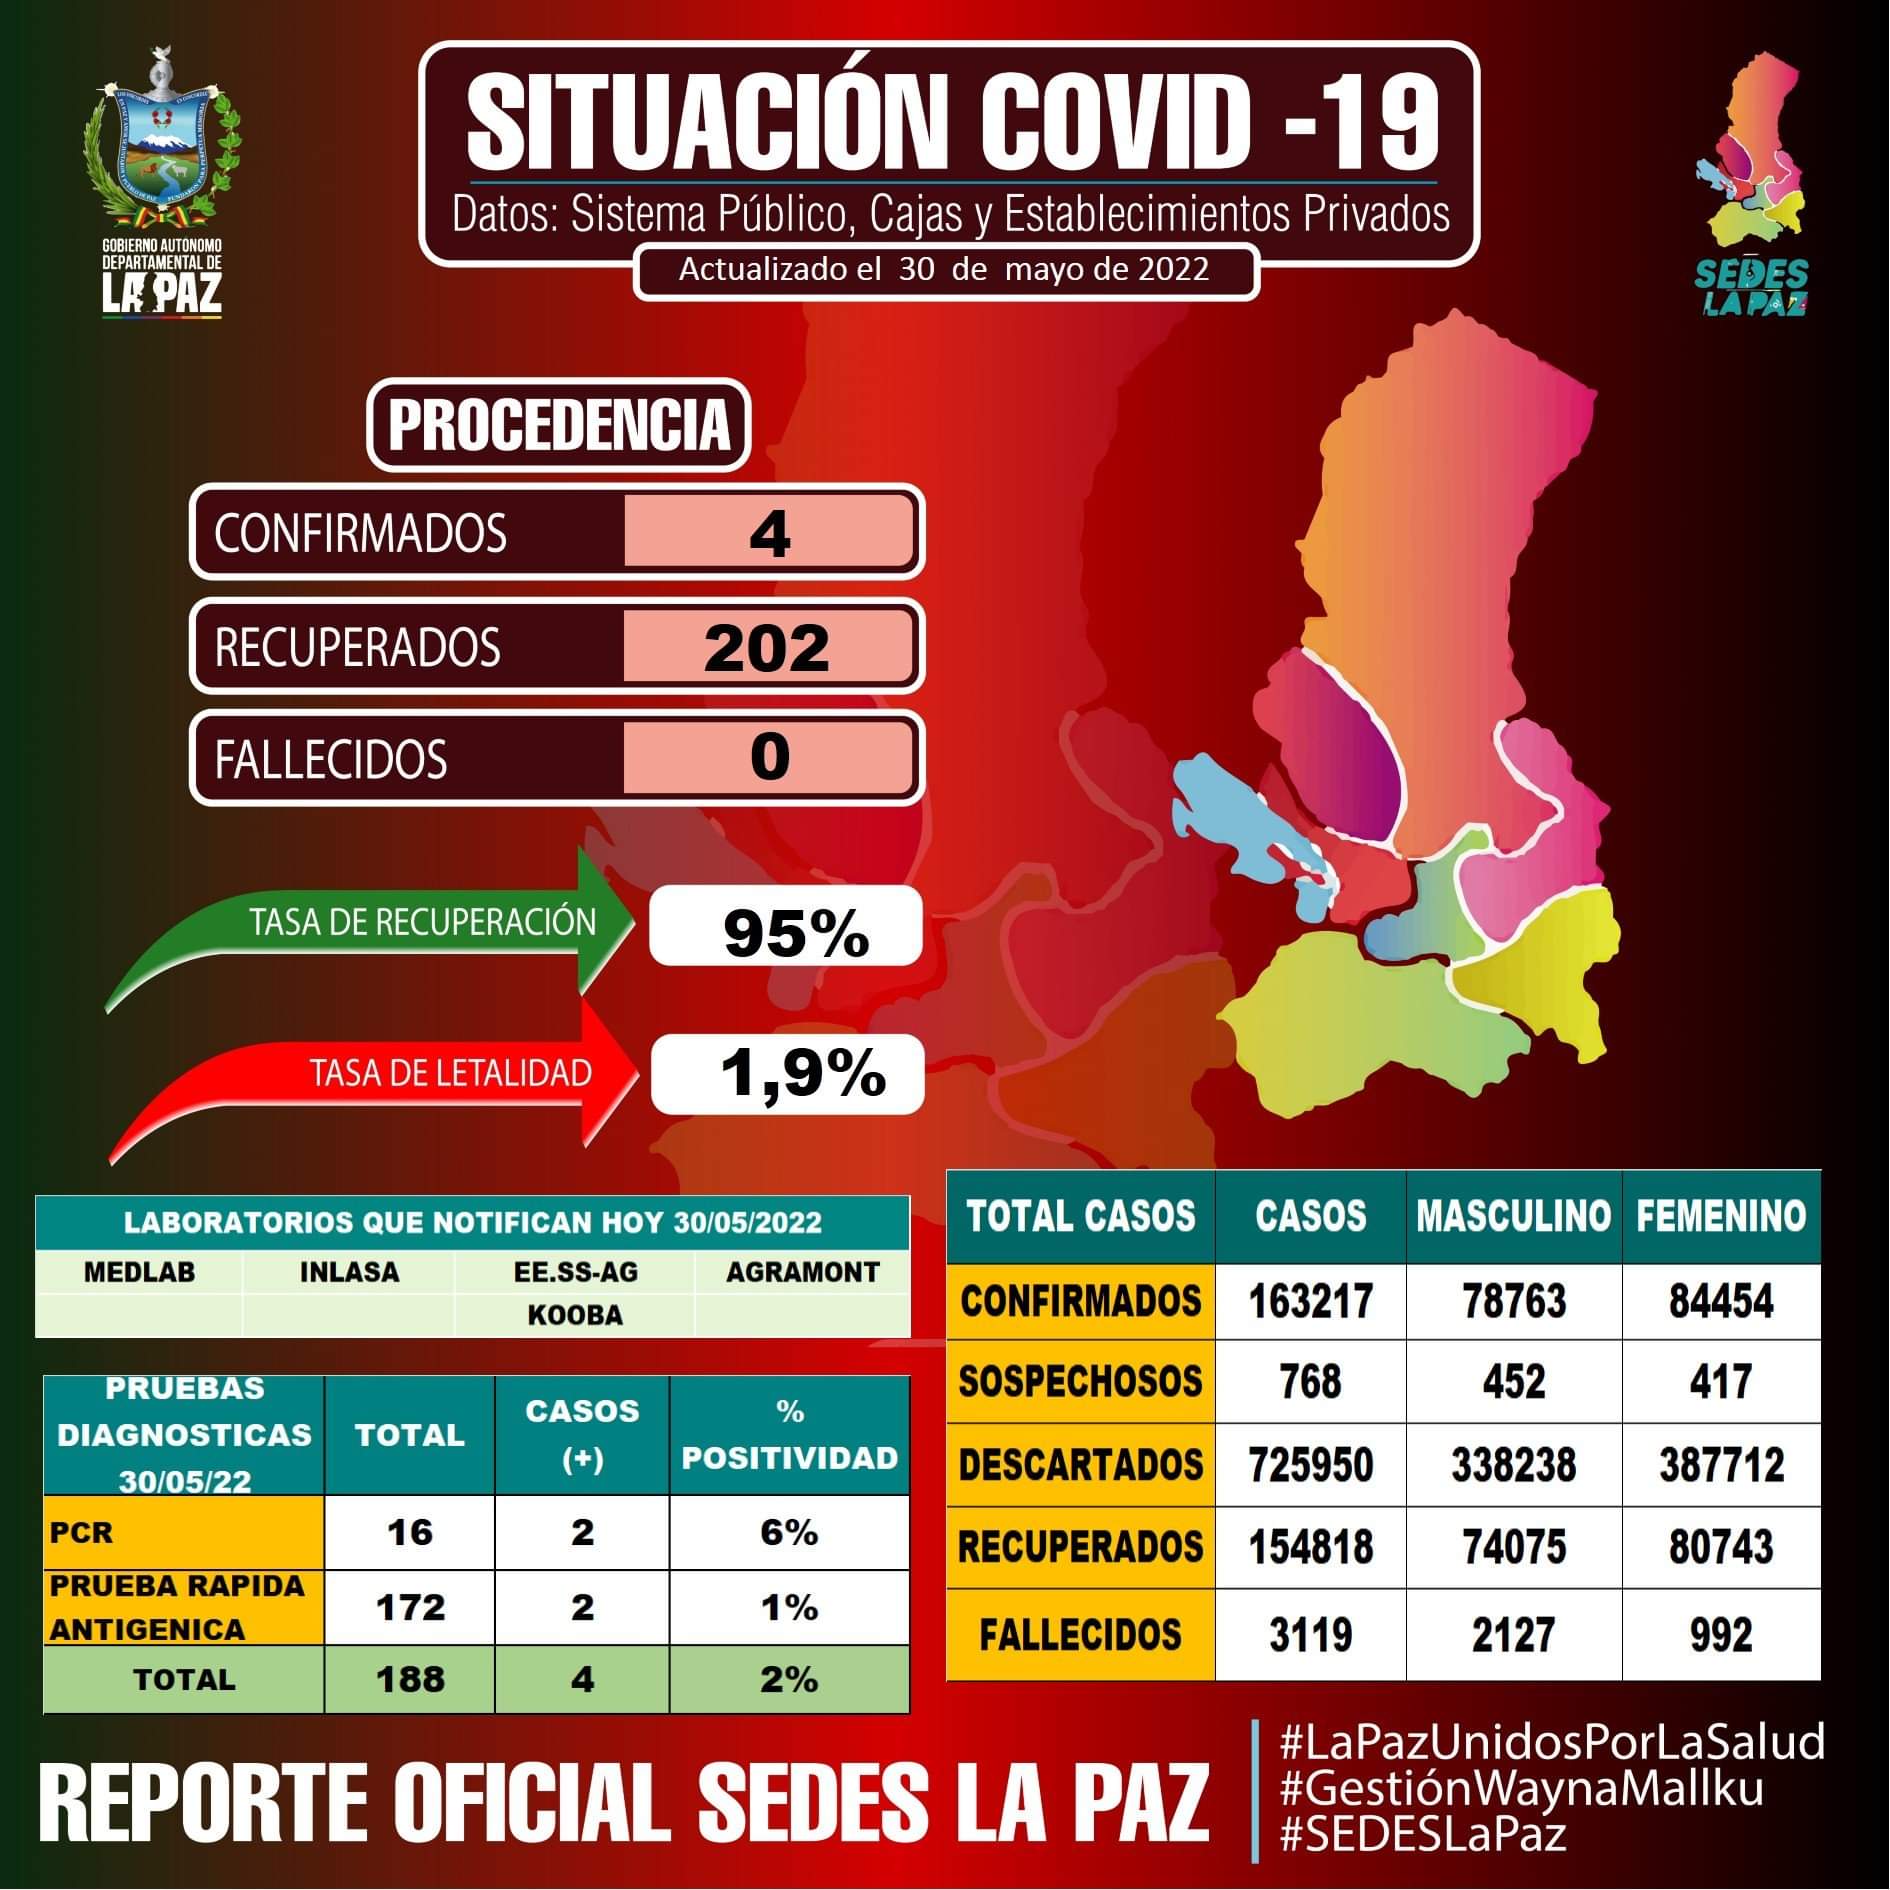 SITUACIÓN COVID -19
Datos: Sistema Público, Cajas y Establecimientos Privados
Actualizado el 30 de mayo de 2022
GOBIERNO AUTÓNOMO
DEPARTAMENTAL DE
LA PAZ
SEDES
LA PAZ
PROCEDENCIA
CONFIRMADOS 4
RECUPERADOS 202
FALLECIDOS 0
TASA DE RECUPERACIÓN 95%
TASA DE LETALIDAD 1,9%
LABORATORIOS QUE NOTIFICAN HOY 30/05/2022
MEDLAB INLASA EE.SS-AG AGRAMONT
KOOBA
PRUEBAS
DIAGNOSTICAS
30/05/22
TOTAL
CASOS
(+)
%
POSITIVIDAD
PCR 16 2 6%
PRUEBA RAPIDA
ANTIGENICA
172 2 1%
TOTAL 188 4 2%
TOTAL CASOS CASOS MASCULINO FEMENINO
CONFIRMADOS 163217 78763 84454
SOSPECHOSOS 768 452 417
DESCARTADOS 725950 338238 387712
RECUPERADOS 154818 74075 80743
FALLECIDOS 3119 2127 992
REPORTE OFICIAL SEDES LA PAZ
#LaPazUnidosPorLaSalud
#GestiónWaynaMallku
#SEDESLaPaz